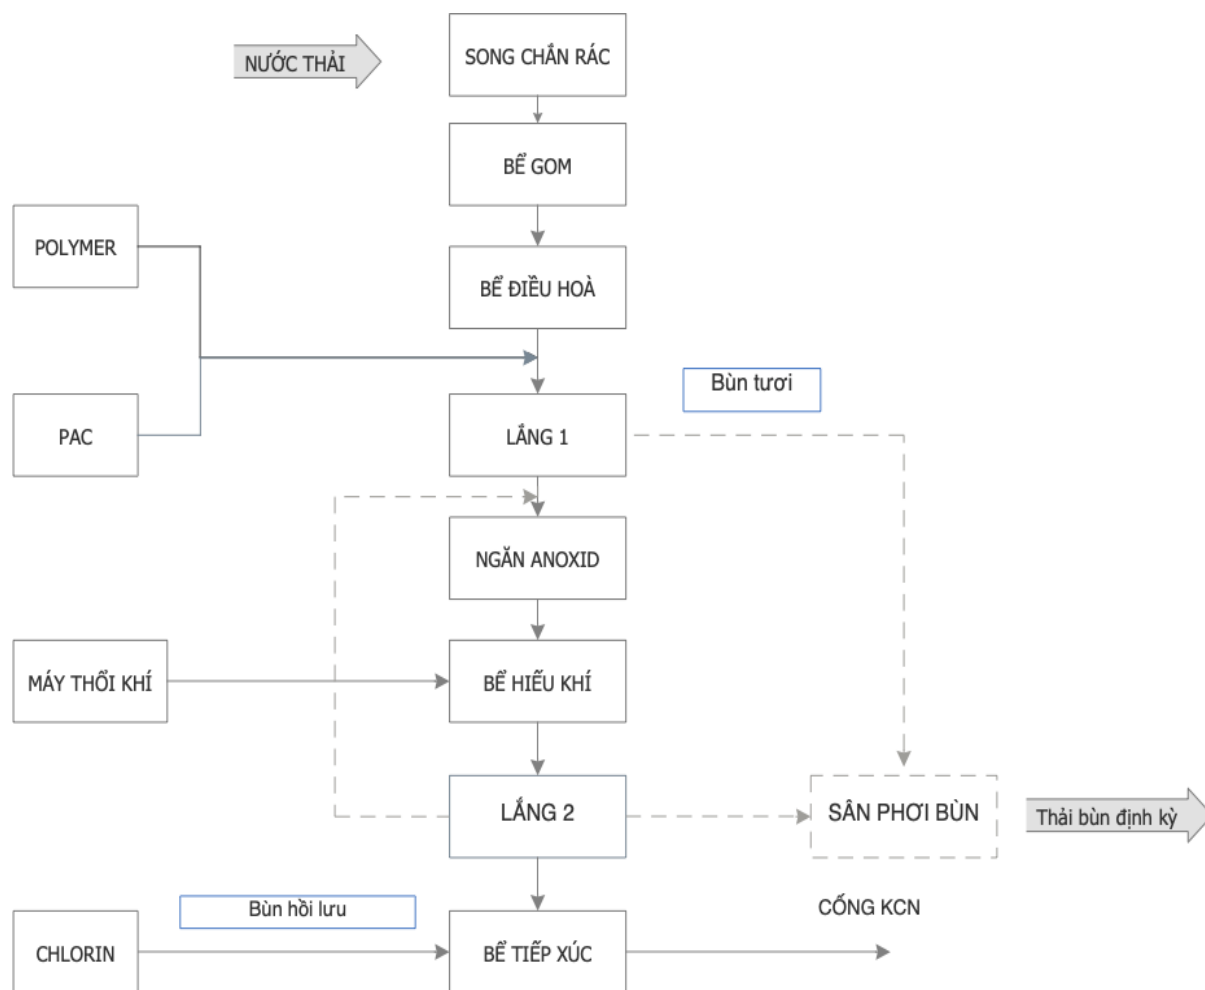 NƯỚC THẢI
SONG CHẮN RÁC
BỂ GOM
POLYMER
BỂ ĐIỀU HOÀ
Bùn tươi
PAC
LẮNG 1
NGĂN ANOXID
MÁY THỔI KHÍ
BỂ HIẾU KHÍ
LẮNG 2
SÂN PHƠI BÙN
Thải bùn định kỳ
Bùn hồi lưu
CỐNG KCN
CHLORIN
BỂ TIẾP XÚC